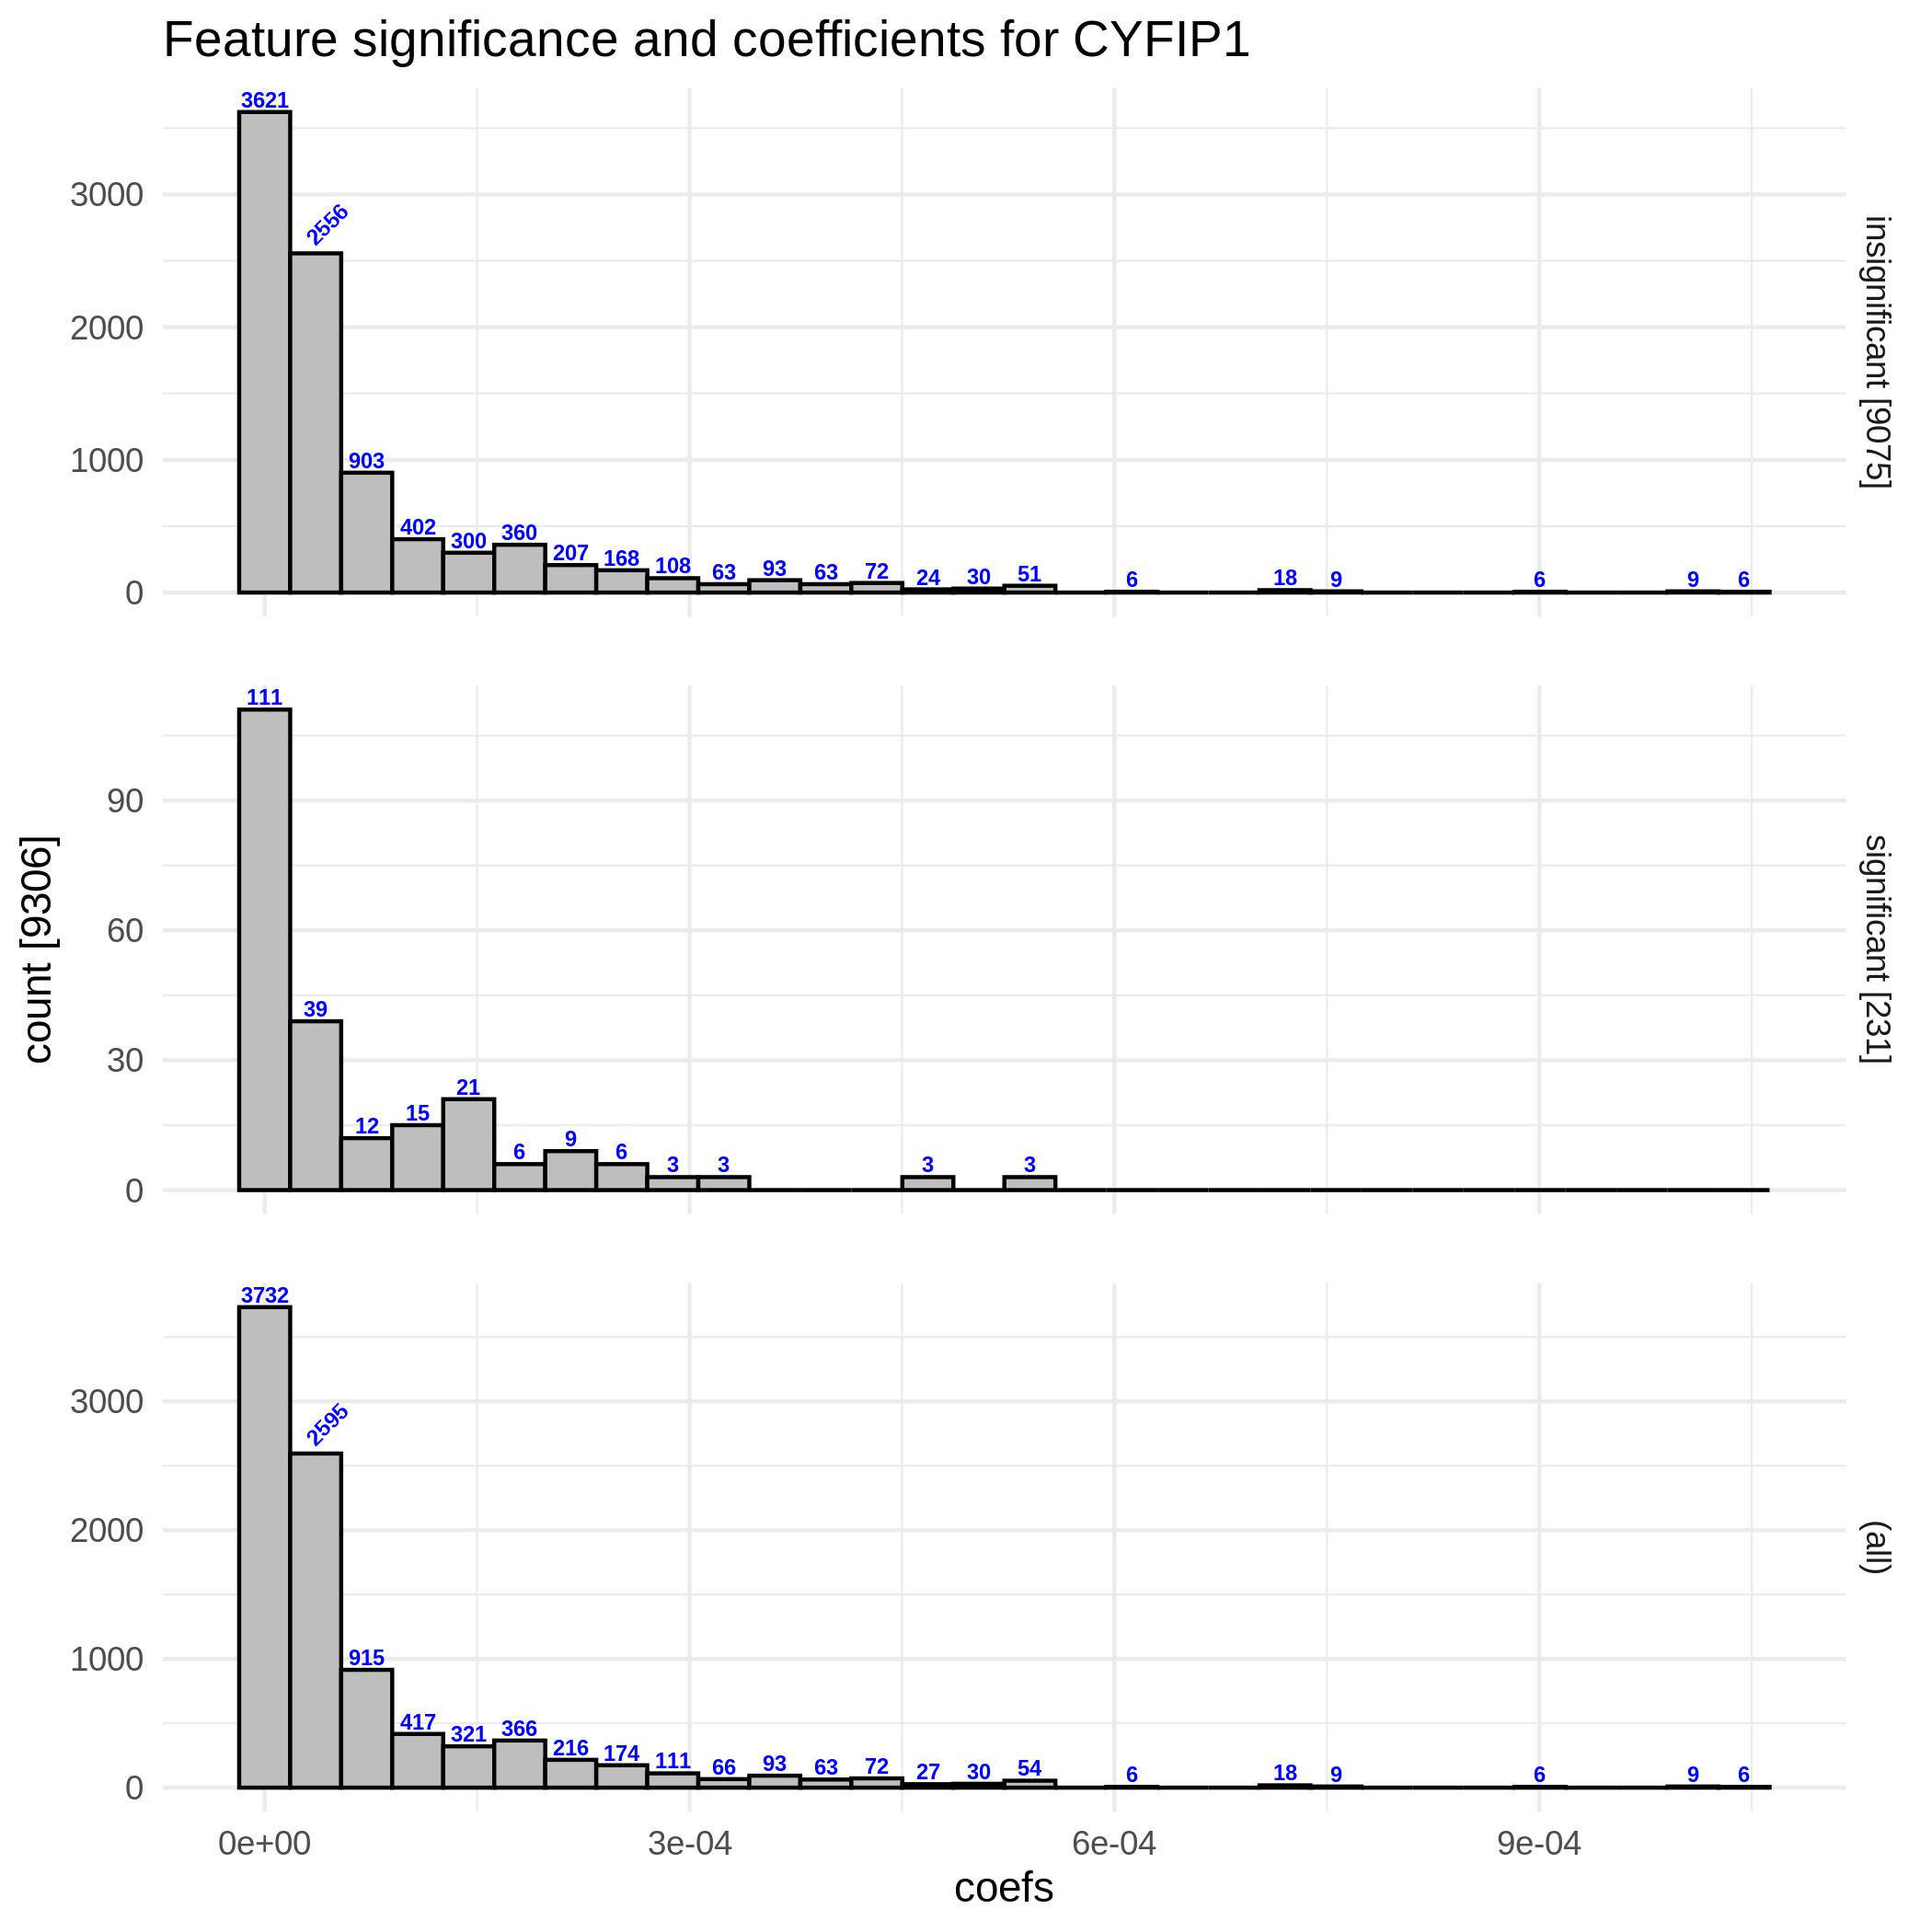 Feature significance and coefficients for CYFIP1
3621
2556
903
402 300 360 207 168 108 63 93 63 72 24 30 51 6 18 9 6 9 6
3000
2000
1000
0
insignificant [9075]
111
39
12 15 21 6 9 6 3 3 3 3
90
60
30
0
significant [231]
count [9306]
3732
2595
915
417 321 366 216 174 111 66 93 63 72 27 30 54 6 18 9 6 9 6
3000
2000
1000
0
(all)
0e+00 3e-04 6e-04 9e-04
coefs